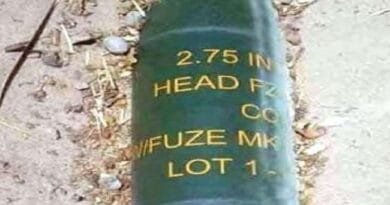 2.75 IN
HEAD FZ
CO
W/FUZE MK
LOT 1-